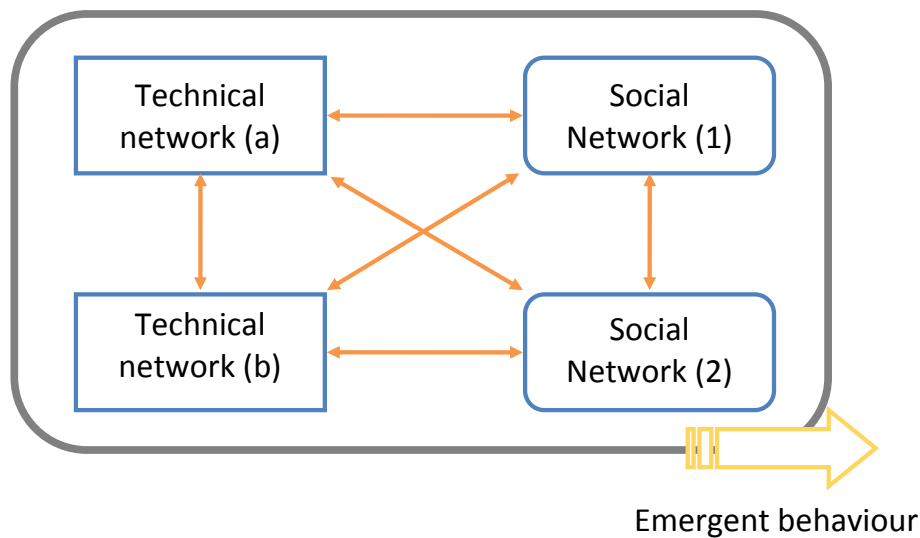 Technical
network (a)
Social
Network (1)
Technical
network (b)
Social
Network (2)
Emergent behaviour